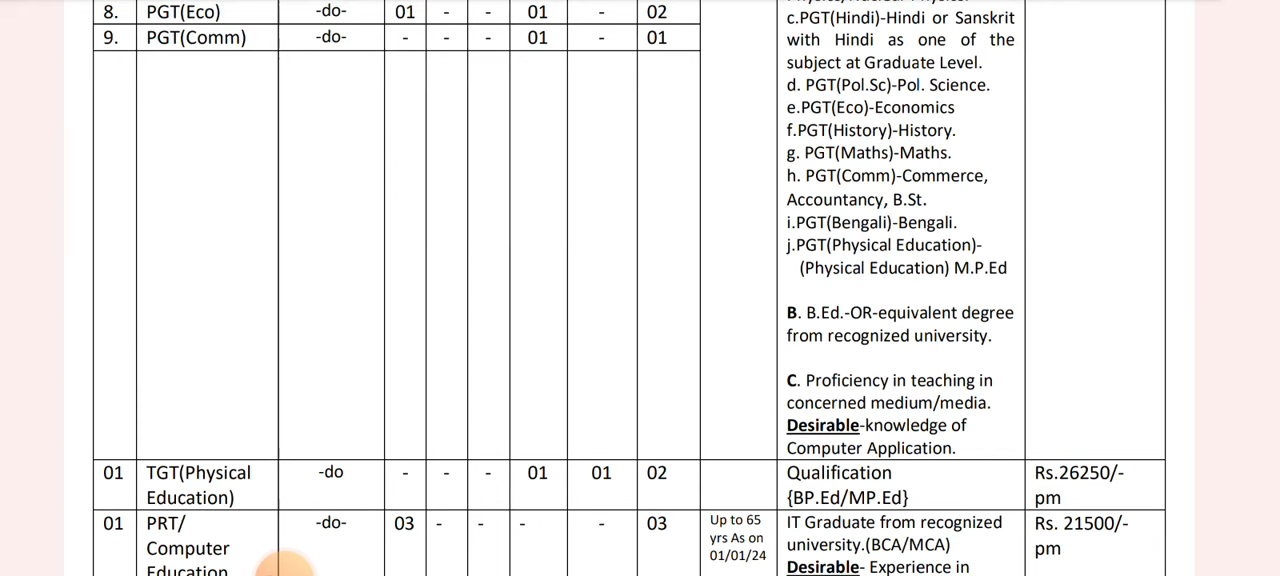 8. PGT(Eco) -do- 01 - - 01 - 02
9. PGT(Comm) -do- - - - 01 - 01
c.PGT(Hindi)-Hindi or Sanskrit
with Hindi as one of the
subject at Graduate Level.
d. PGT(Pol.Sc)-Pol. Science.
e.PGT(Eco)-Economics
f.PGT(History)-History.
g. PGT(Maths)-Maths.
h. PGT(Comm)-Commerce,
Accountancy, B.St.
i.PGT(Bengali)-Bengali.
j.PGT(Physical Education)-
(Physical Education) M.P.Ed
B. B.Ed.-OR-equivalent degree
from recognized university.
C. Proficiency in teaching in
concerned medium/media.
Desirable-knowledge of
Computer Application.
01 TGT(Physical -do - - - 01 01 02 Qualification Rs.26250/-
Education) {BP.Ed/MP.Ed} pm
01 PRT/ -do- 03 - - - - 03 Up to 65 IT Graduate from recognized Rs. 21500/-
Computer yrs As on university.(BCA/MCA) pm
Education 01/01/24 Desirable- Experience in